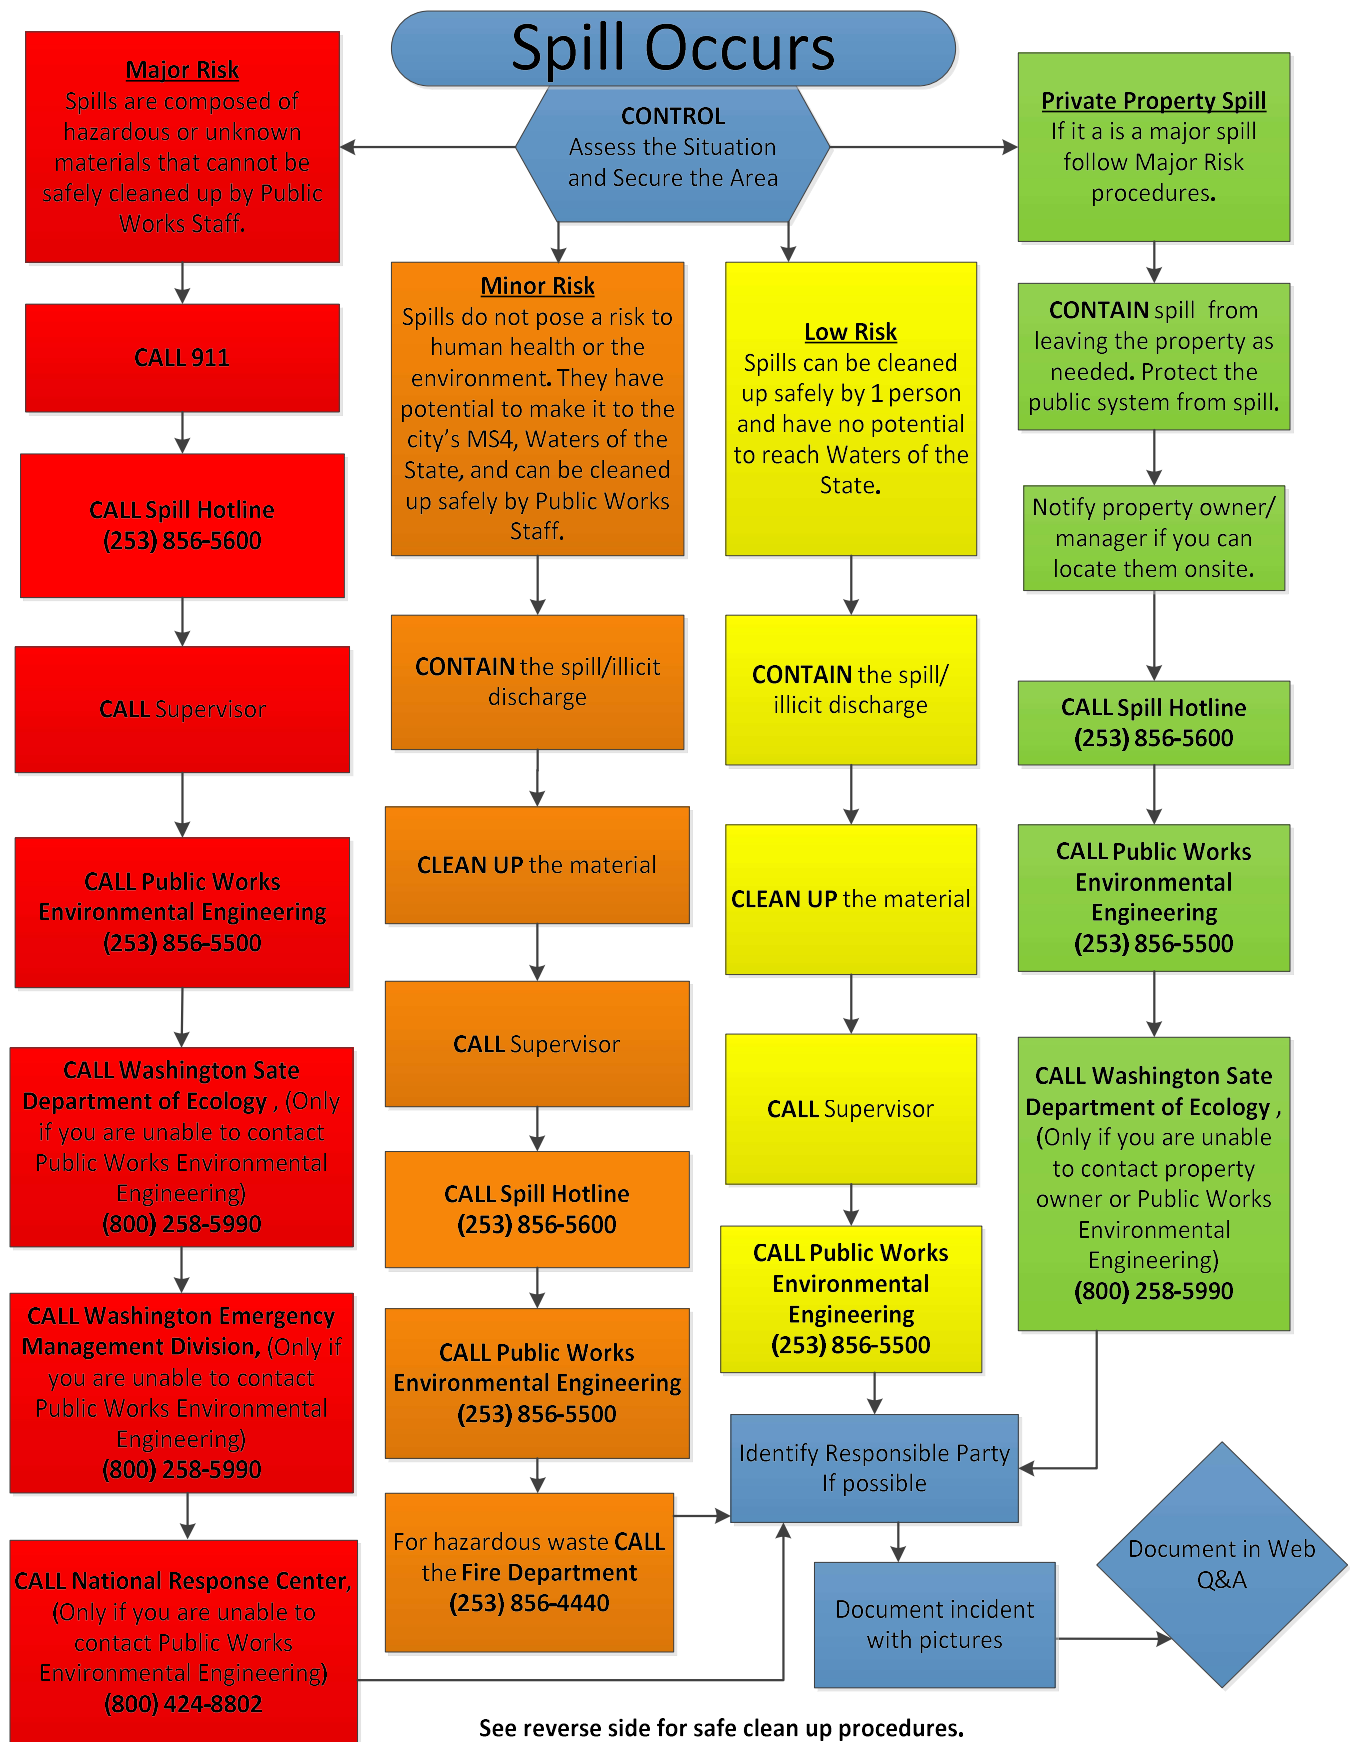 Spill Occurs
CONTROL
Assess the Situation
and Secure the Area
Major Risk
Spills are composed of
hazardous or unknown
materials that cannot be
safely cleaned up by Public
Works Staff.
CALL 911
CALL Spill Hotline
(253) 856-5600
CALL Supervisor
CALL Public Works
Environmental Engineering
(253) 856-5500
CALL Washington Sate
Department of Ecology , (Only
if you are unable to contact
Public Works Environmental
Engineering)
(800) 258-5990
CALL Washington Emergency
Management Division, (Only if
you are unable to contact
Public Works Environmental
Engineering)
(800) 258-5990
CALL National Response Center,
(Only if you are unable to
contact Public Works
Environmental Engineering)
(800) 424-8802
Minor Risk
Spills do not pose a risk to
human health or the
environment. They have
potential to make it to the
city's MS4, Waters of the
State, and can be cleaned
up safely by Public Works
Staff.
CONTAIN the spill/illicit
discharge
CLEAN UP the material
CALL Supervisor
CALL Spill Hotline
(253) 856-5600
CALL Public Works
Environmental Engineering
(253) 856-5500
For hazardous waste CALL
the Fire Department
(253) 856-4440
Low Risk
Spills can be cleaned
up safely by 1 person
and have no potential
to reach Waters of the
State.
CONTAIN the spill/
illicit discharge
CLEAN UP the material
CALL Supervisor
CALL Public Works
Environmental
Engineering
(253) 856-5500
Private Property Spill
If it a is a major spill
follow Major Risk
procedures.
CONTAIN spill from
leaving the property as
needed. Protect the
public system from spill.
Notify property owner/
manager if you can
locate them onsite.
CALL Spill Hotline
(253) 856-5600
CALL Public Works
Environmental
Engineering
(253) 856-5500
CALL Washington Sate
Department of Ecology ,
(Only if you are unable
to contact property
owner or Public Works
Environmental
Engineering)
(800) 258-5990
Identify Responsible Party
If possible
Document incident
with pictures
Document in Web
Q&A
See reverse side for safe clean up procedures.